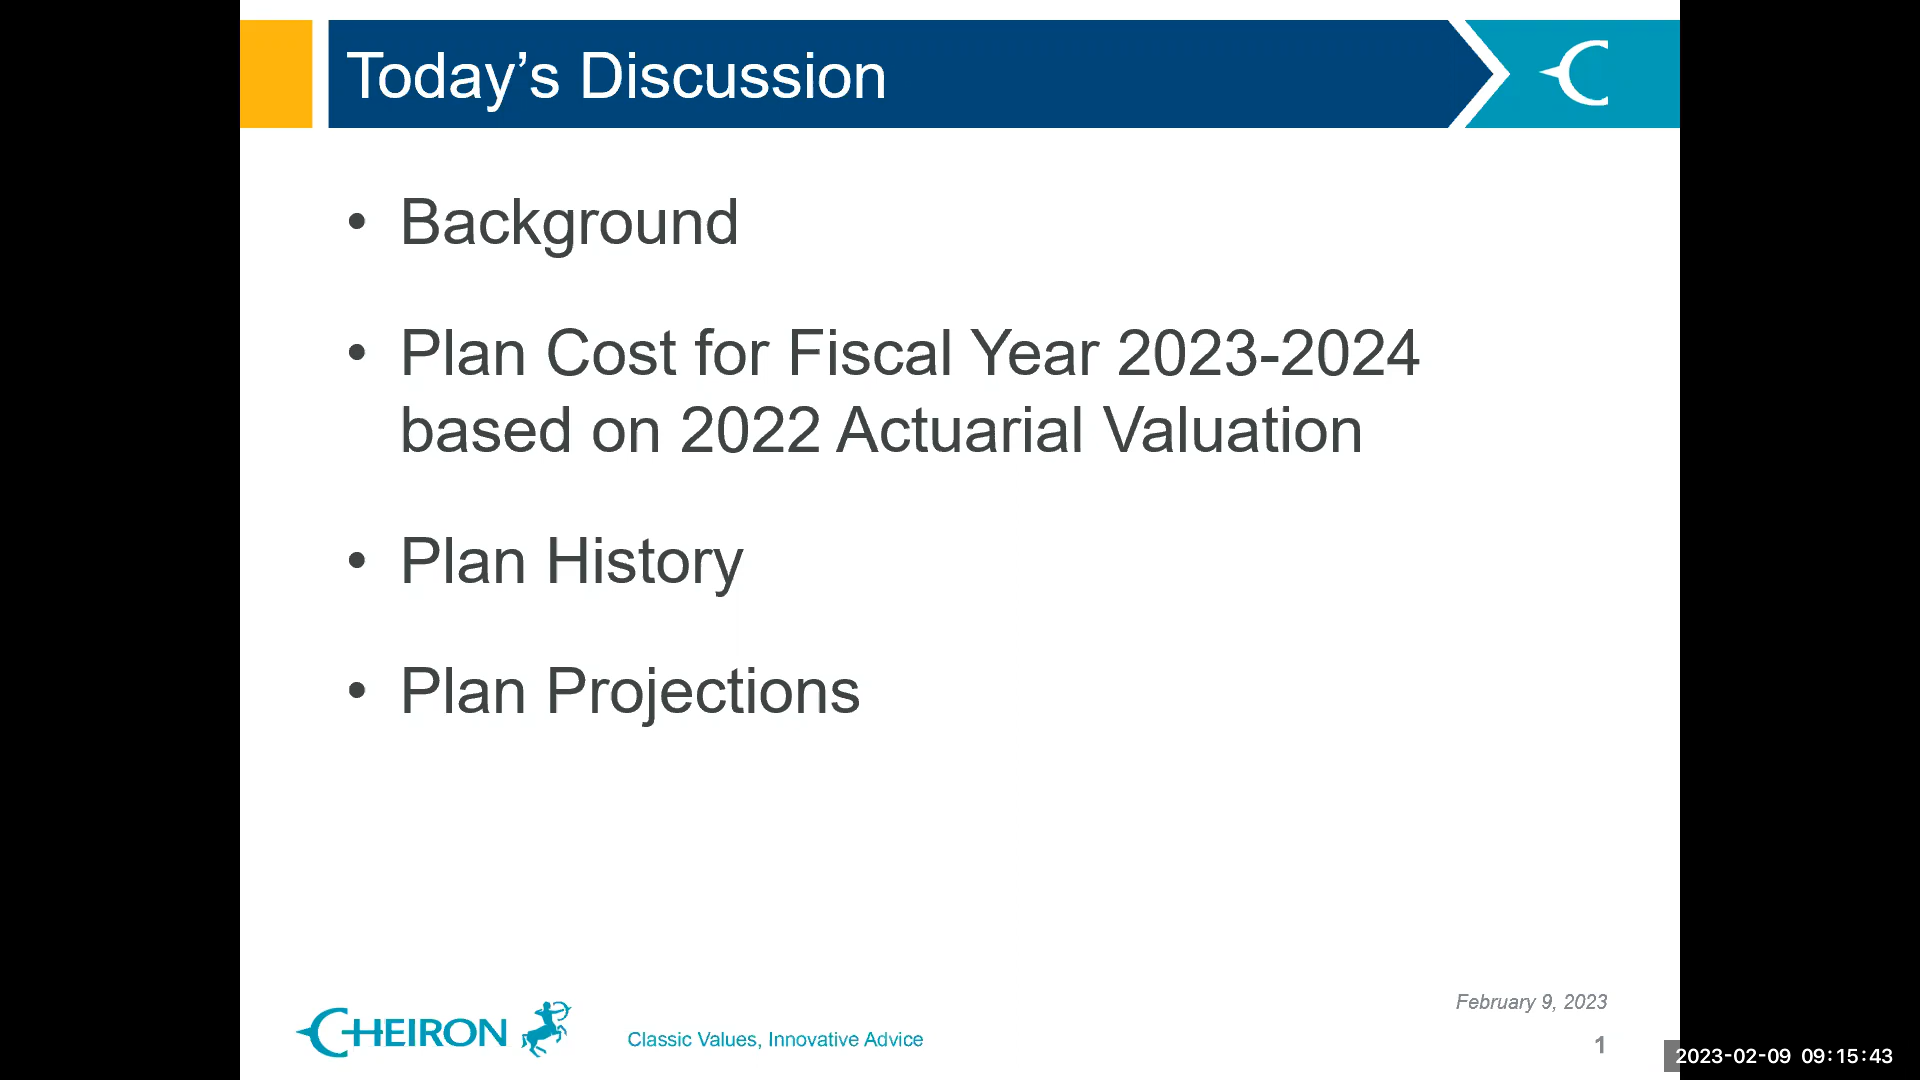 Today’s Discussion
• Background
• Plan Cost for Fiscal Year 2023-2024
based on 2022 Actuarial Valuation
• Plan History
• Plan Projections
February 9, 2023
CHEIRON
Classic Values, Innovative Advice
1
2023-02-09 09:15:43